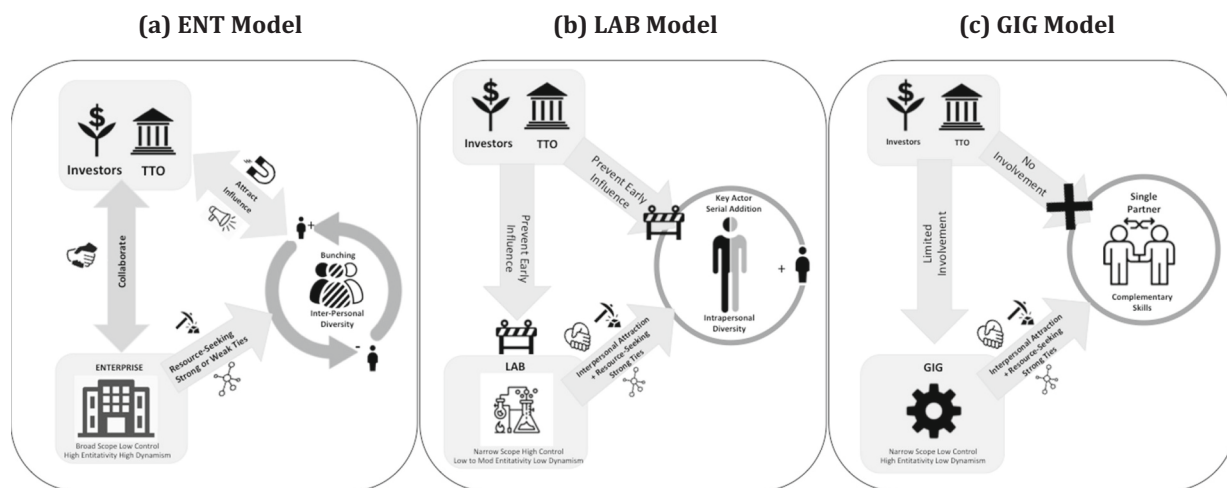 (a) ENT Model
Investors TTO
Attract
Influence
Collaborate
+
Bunching
Inter-Personal
Diversity
-
Resource-Seeking
Strong or Weak Ties
ENTERPRISE
Broad Scope Low Control
High Entitativity High Dynamism
(b) LAB Model
Investors TTO
Prevent Early
Influence
Prevent Early
Influence
Key Actor
Serial Addition
+
Intrapersonal
Diversity
Interpersonal Attraction
+ Resource-Seeking
Strong Ties
LAB
Narrow Scope High Control
Low to Mod Entitativity Low Dynamism
(c) GIG Model
Investors TTO
No
Involvement
Limited
Involvement
Single
Partner
Complementary
Skills
Interpersonal Attraction
+ Resource-Seeking
Strong Ties
GIG
Narrow Scope Low Control
High Entitativity Low Dynamism